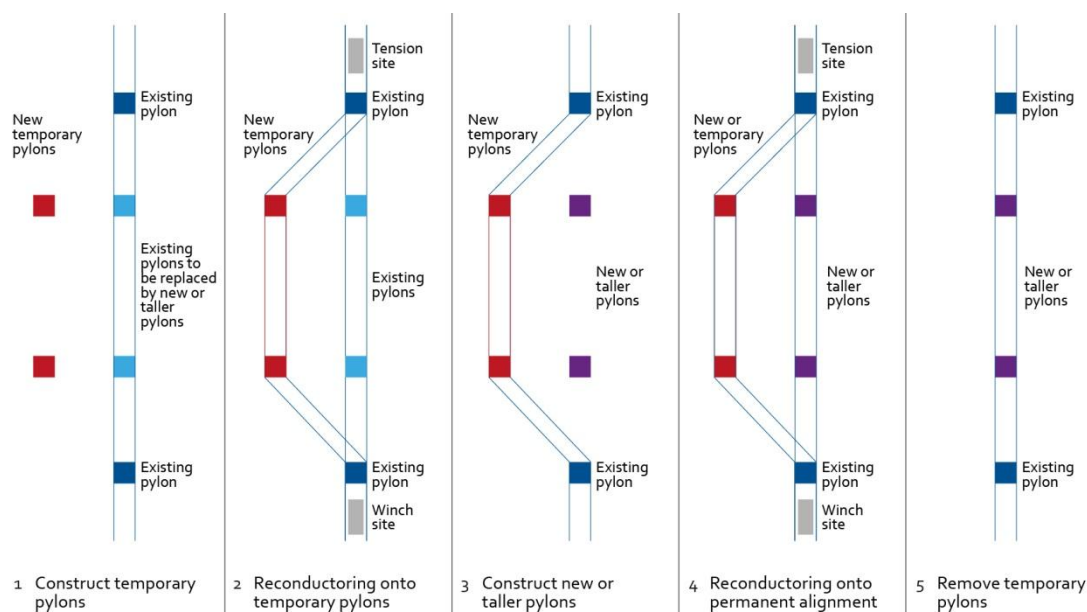 New
temporary
pylons
Existing
pylon
Existing
pylons to
be replaced
by new or
taller
pylons
Existing
pylon
1 Construct temporary
pylons
Tension
site
Existing
pylon
New
temporary
pylons
Existing
pylons
Existing
pylon
Winch
site
2 Reconductoring onto
temporary pylons
Existing
pylon
New
temporary
pylons
New or
taller
pylons
Existing
pylon
3 Construct new or
taller pylons
Tension
site
Existing
pylon
New or
temporary
pylons
New or
taller
pylons
Existing
pylon
Winch
site
4 Reconductoring onto
permanent alignment
Existing
pylon
New or
taller
pylons
Existing
pylon
5 Remove temporary
pylons